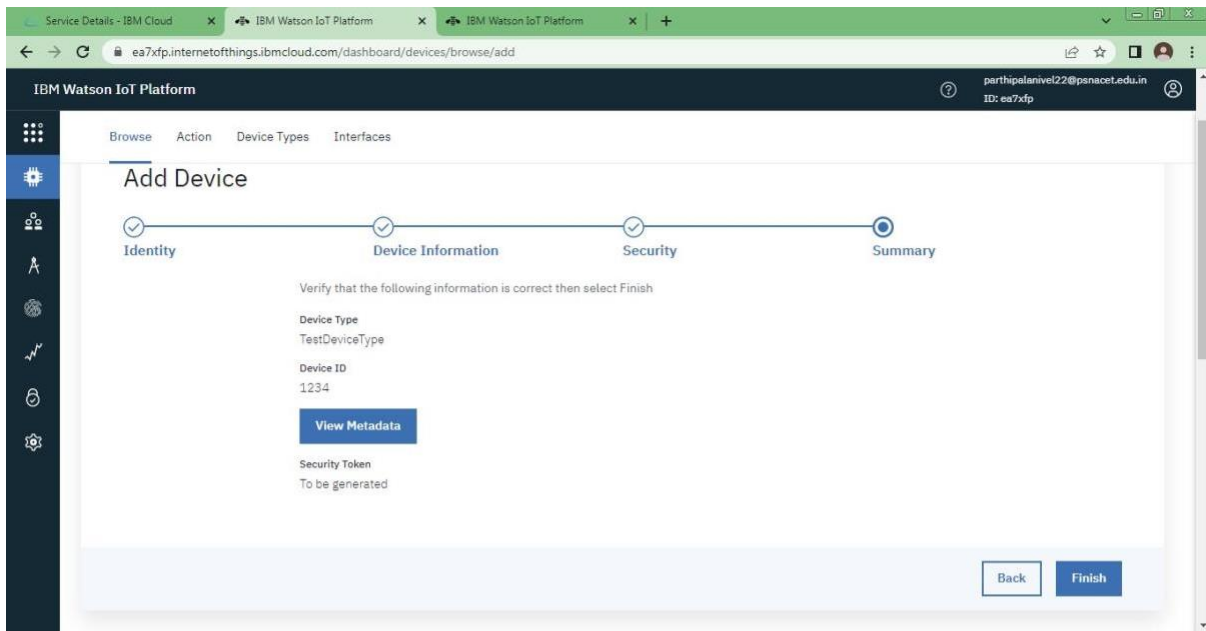 Service Details - IBM Cloud
IBM Watson IoT Platform
IBM Watson IoT Platform
ea7xfp.internetofthings.ibmcloud.com/dashboard/devices/browse/add
IBM Watson IoT Platform
parthipalanivel22@psnacet.edu.in
ID: ea7xfp
Browse Action Device Types Interfaces
Add Device
Identity Device Information Security Summary
Verify that the following information is correct then select Finish
Device Type
TestDeviceType
Device ID
1234
View Metadata
Security Token
To be generated
Back Finish